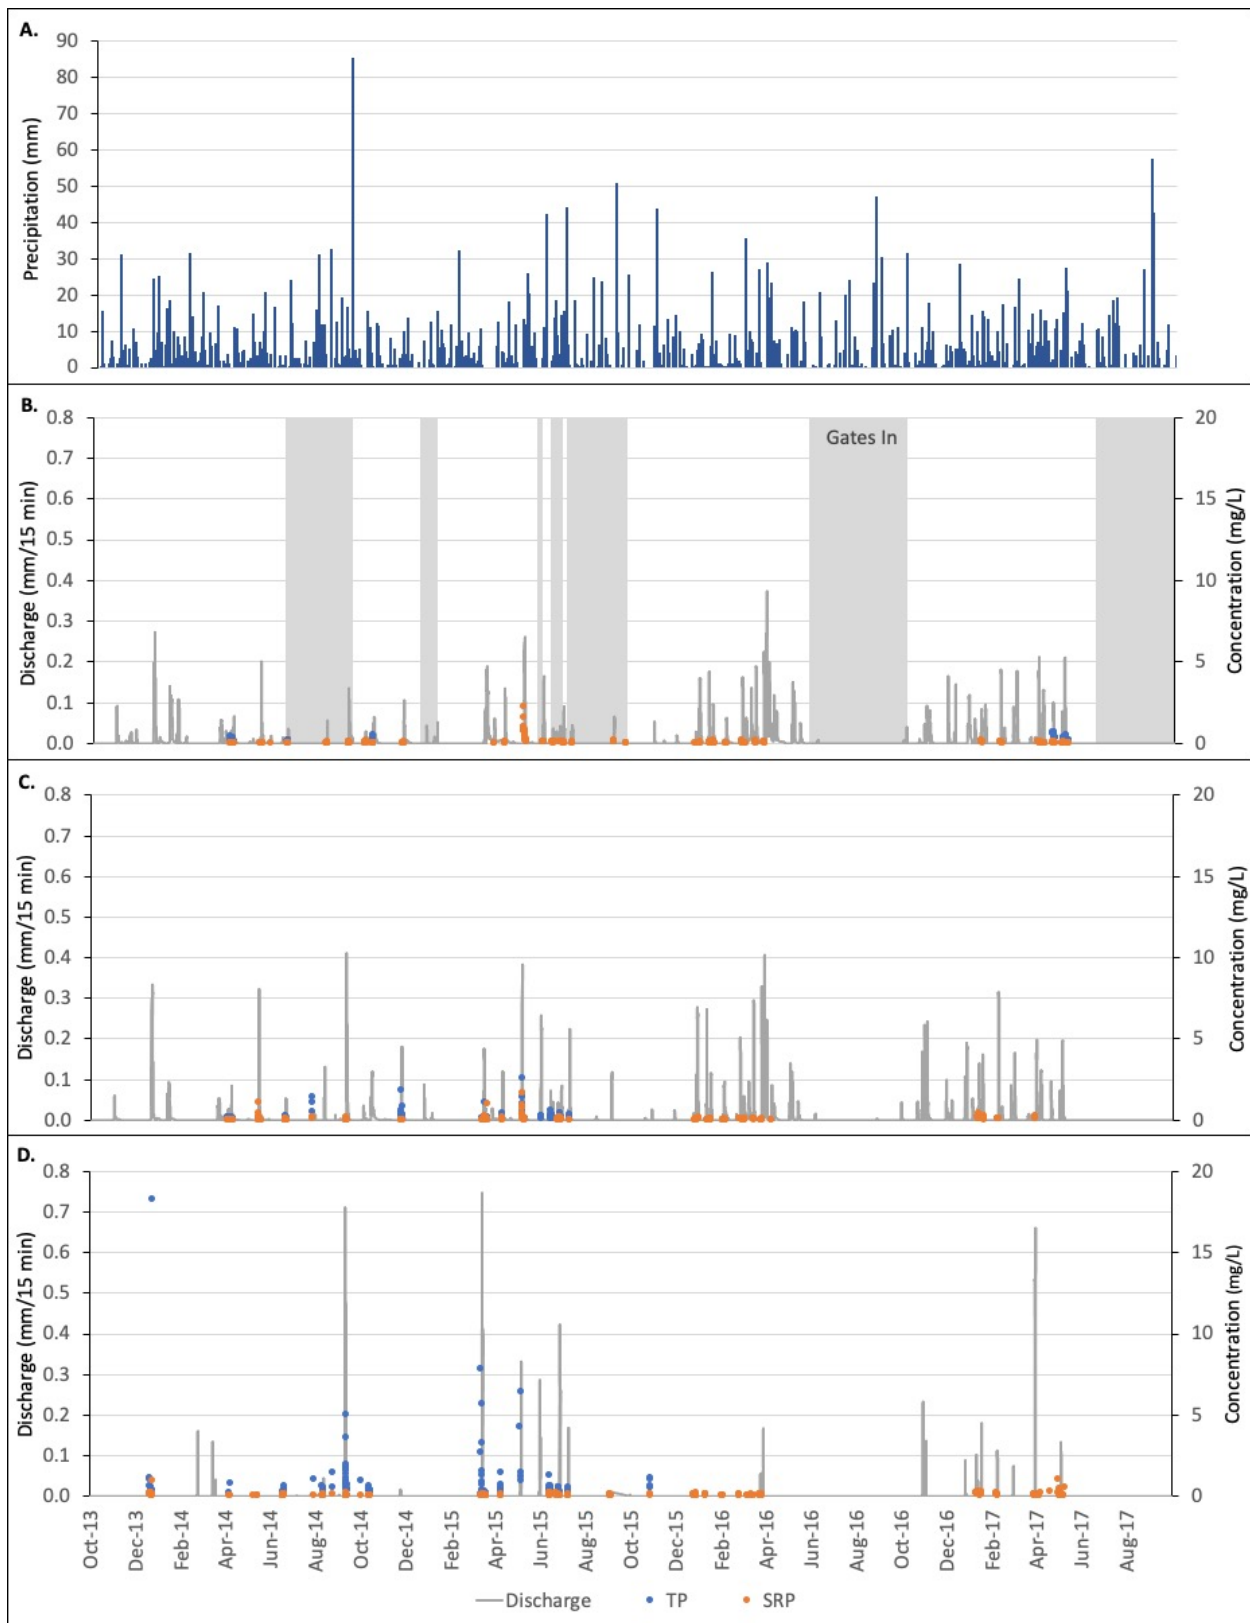 A.
90
80
70
60
50
40
30
20
10
0
Precipitation (mm)
B.
0.8
0.7
0.6
0.5
0.4
0.3
0.2
0.1
0.0
Discharge (mm/15 min)
Gates In
20
15
10
5
0
Concentration (mg/L)
C.
0.8
0.7
0.6
0.5
0.4
0.3
0.2
0.1
0.0
Discharge (mm/15 min)
20
15
10
5
0
Concentration (mg/L)
D.
0.8
0.7
0.6
0.5
0.4
0.3
0.2
0.1
0.0
Discharge (mm/15 min)
20
15
10
5
0
Concentration (mg/L)
Oct-13
Dec-13
Feb-14
Apr-14
Jun-14
Aug-14
Oct-14
Dec-14
Feb-15
Apr-15
Jun-15
Aug-15
Oct-15
Dec-15
Feb-16
Apr-16
Jun-16
Aug-16
Oct-16
Dec-16
Feb-17
Apr-17
Jun-17
Aug-17
Discharge
TP
SRP